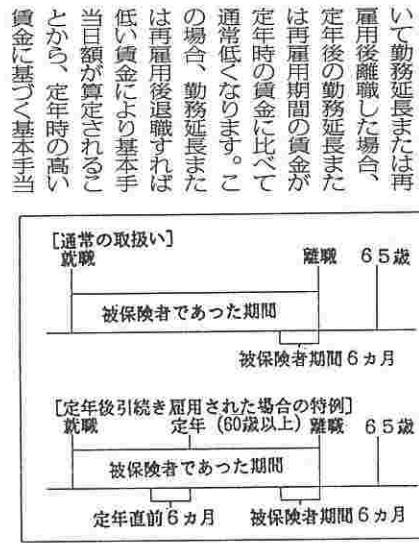 いて勤務延長または再
雇用後離職した場合、
定年後の勤務延長また
は再雇用期間の賃金が
定年時の賃金に比べて
通常低くなります。こ
の場合、勤務延長また
は再雇用後退職すれば
低い賃金により基本手
当日額が算定されるこ
とから、定年時の高い
賃金に基づく基本手当
[通常の取扱い]
就職 離職 65歳
被保険者であった期間
被保険者期間6カ月
[定年後引続き雇用された場合の特例]
就職 定年(60歳以上)離職 65歳
被保険者であった期間
定年直前6カ月 被保険者期間6カ月